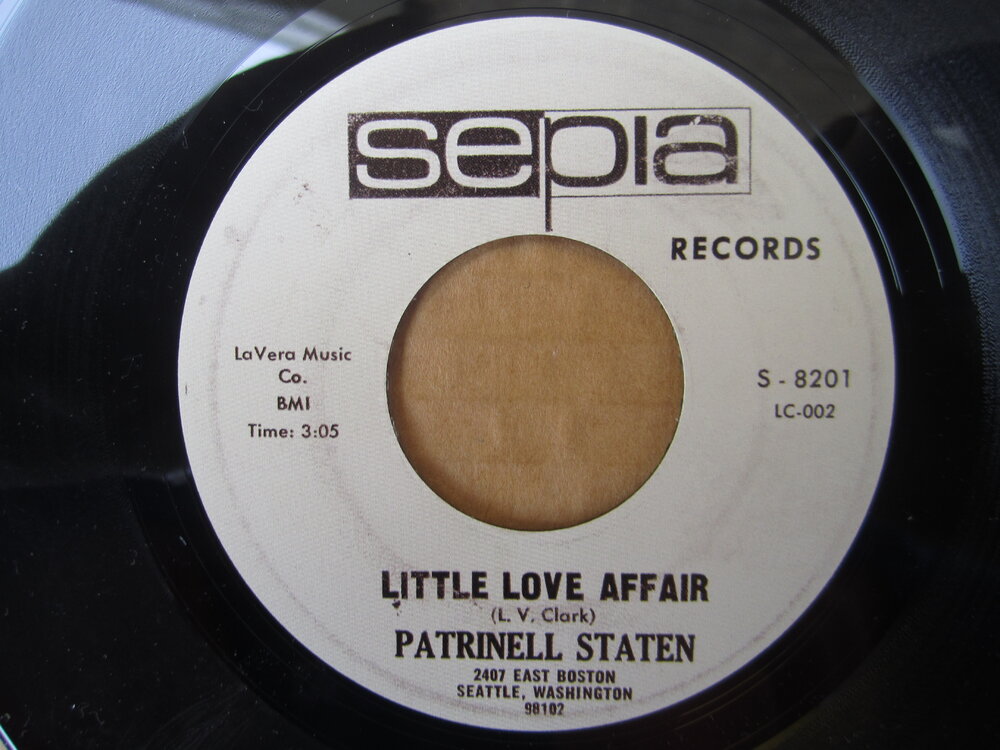 sepia
RECORDS
LaVera Music
Co.
BMI
Time: 3:05
S - 8201
LC-002
LITTLE LOVE AFFAIR
(L. V. Clark)
PATRINELL STATEN
2407 EAST BOSTON
SEATTLE, WASHINGTON
98102